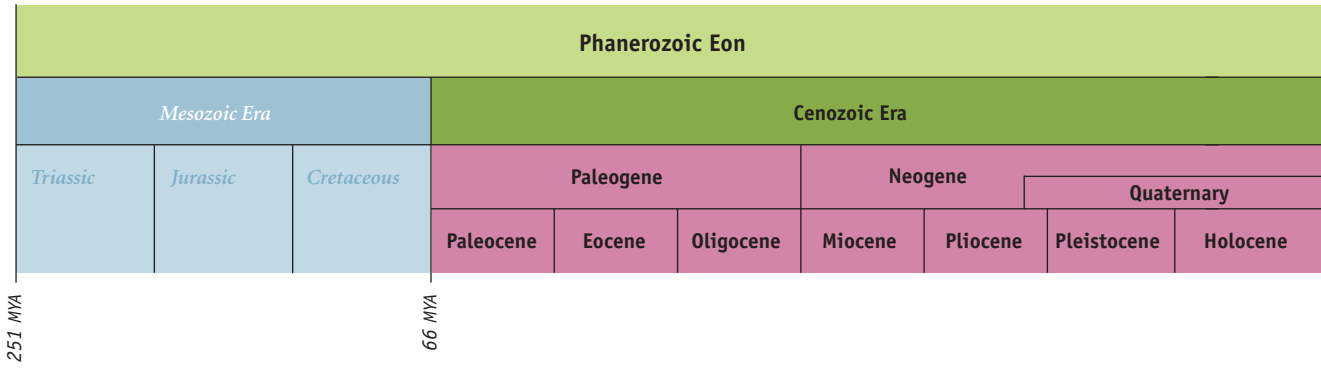 Phanerozoic Eon
Mesozoic Era
Cenozoic Era
Triassic
Jurassic
Cretaceous
Paleogene
Neogene
Quaternary
Paleocene
Eocene
Oligocene
Miocene
Pliocene
Pleistocene
Holocene
251 MYA
66 MYA